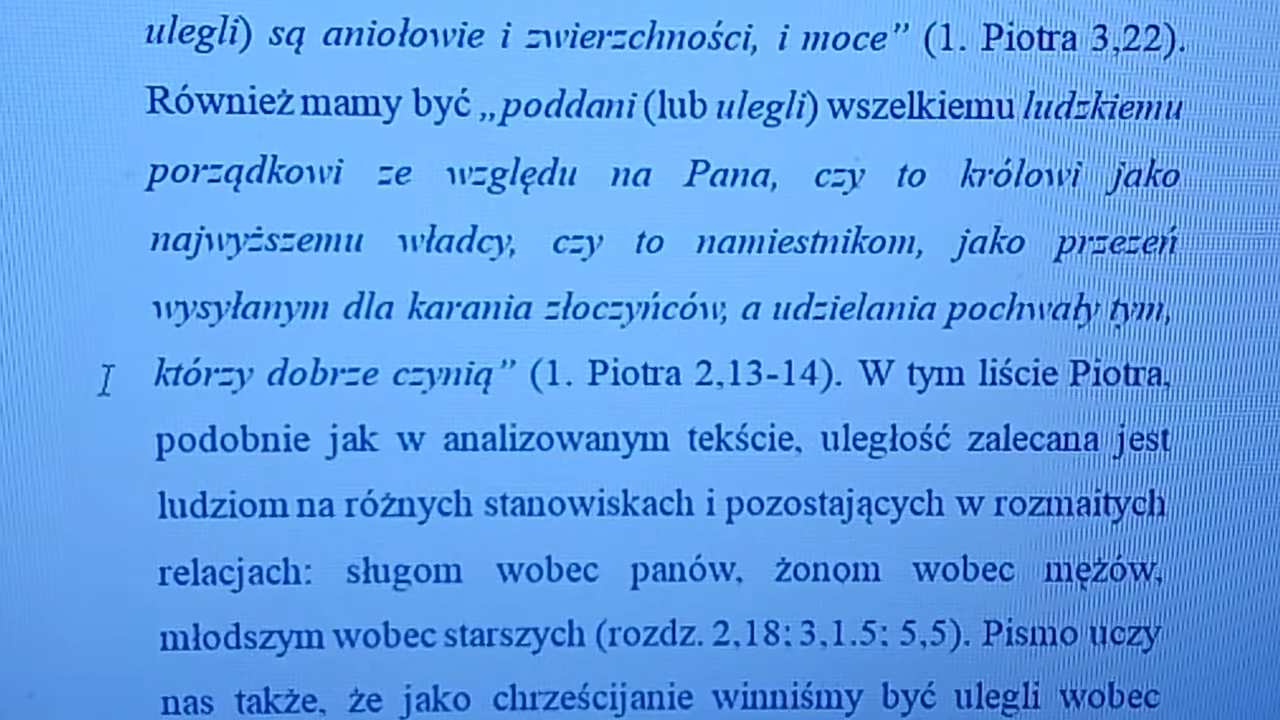 ulegli) są aniołowie i zwierzchności, i moce” (1. Piotra 3,22).
Również mamy być „poddani (lub ulegli) wszelkiemu ludzkiemu
porządkowi ze względu na Pana, czy to królowi jako
najwyższemu władcy, czy to namiestnikom, jako przezeń
wysyłanym dla karania złoczyńców, a udzielania pochwały tym,
którzy dobrze czynią” (1. Piotra 2,13-14). W tym liście Piotra,
podobnie jak w analizowanym tekście, uległość zalecana jest
ludziom na różnych stanowiskach i pozostających w rozmaitych
relacjach: sługom wobec panów, żonom wobec mężów,
młodszym wobec starszych (rozdz. 2,18; 3,1.5; 5,5). Pismo uczy
nas także, że jako chrześcijanie winniśmy być ulegli wobec